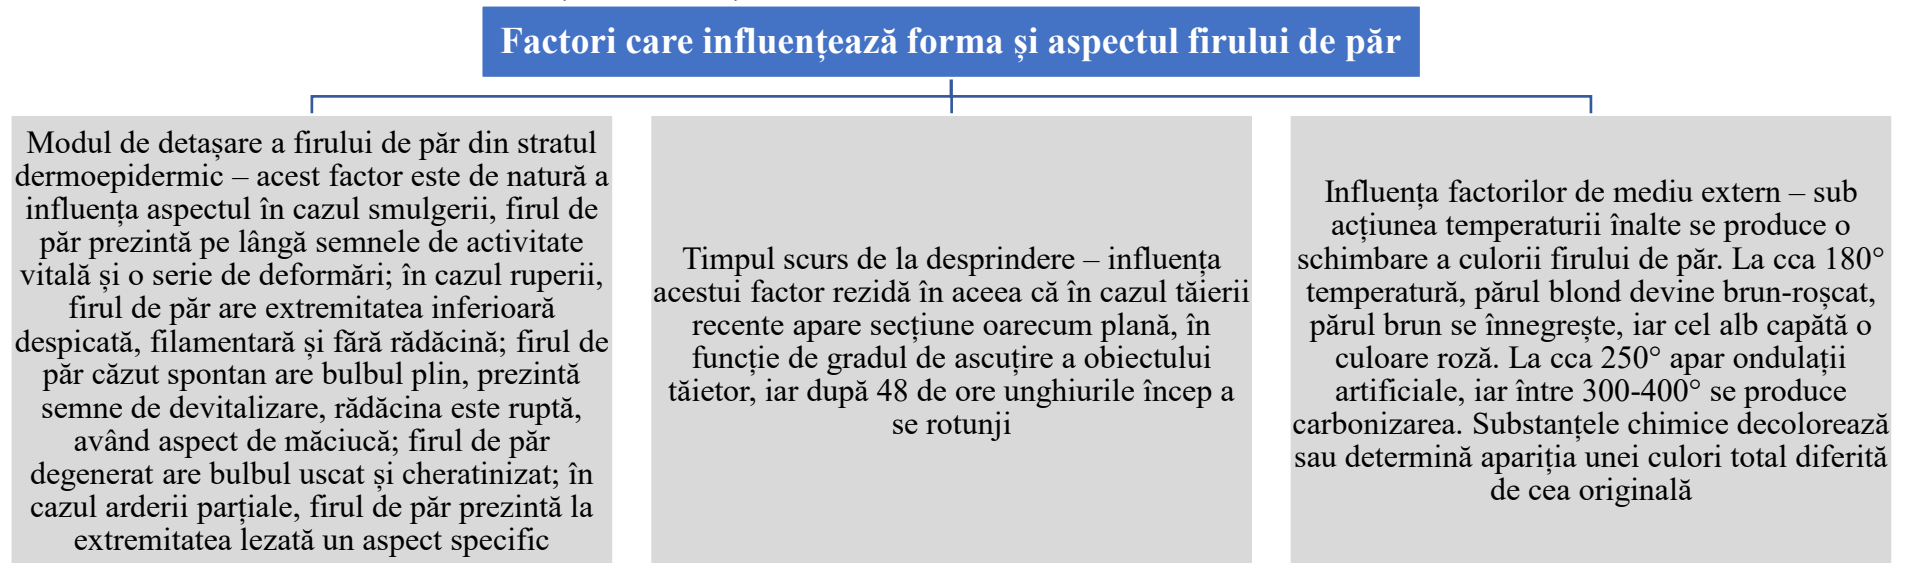 Factori care influențează forma și aspectul firului de păr
Modul de detașare a firului de păr din stratul
dermoepidermic – acest factor este de natură a
influența aspectul în cazul smulgerii, firul de
păr prezintă pe lângă semnele de activitate
vitală și o serie de deformări; în cazul ruperii,
firul de păr are extremitatea inferioară
despicată, filamentară și fără rădăcină; firul de
păr căzut spontan are bulbul plin, prezintă
semne de devitalizare, rădăcina este ruptă,
având aspect de măciucă; firul de păr
degenerat are bulbul uscat și cheratinizat; în
cazul arderii parțiale, firul de păr prezintă la
extremitatea lezată un aspect specific
Timpul scurs de la desprindere – influența
acestui factor rezidă în aceea că în cazul tăierii
recente apare secțiune oarecum plană, în
funcție de gradul de ascuțire a obiectului
tăietor, iar după 48 de ore unghiurile încep a
se rotunji
Influența factorilor de mediu extern – sub
acțiunea temperaturii înalte se produce o
schimbare a culorii firului de păr. La cca 180°
temperatură, părul blond devine brun-roșcat,
părul brun se înnegrește, iar cel alb capătă o
culoare roză. La cca 250° apar ondulații
artificiale, iar între 300-400° se produce
carbonizarea. Substanțele chimice decolorează
sau determină apariția unei culori total diferită
de cea originală